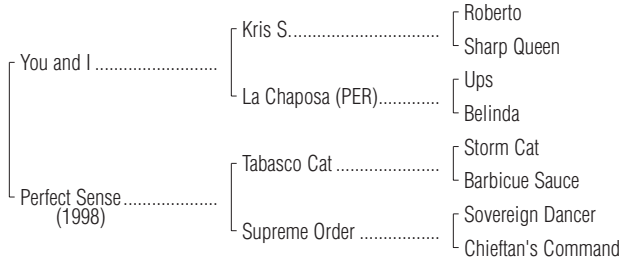 Roberto
Kris S.
Sharp Queen
You and I
Ups
La Chaposa (PER)
Belinda
Storm Cat
Tabasco Cat
Barbicue Sauce
Perfect Sense
(1998)
Sovereign Dancer
Supreme Order
Chieftan's Command